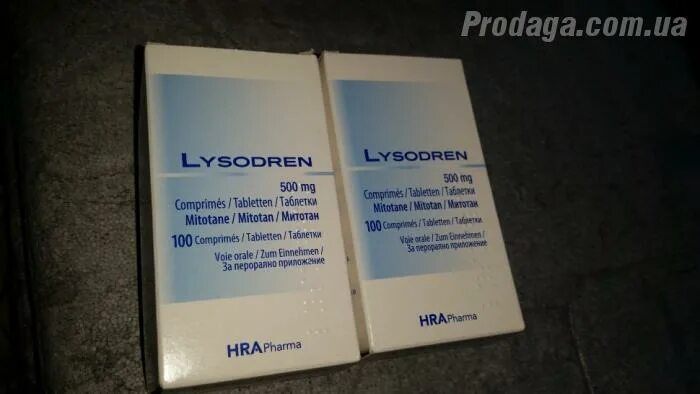 Prodaga.com.ua
LYSODREN
500 mg
Comprimés / Tabletten / Таблетки
Mitotane / Mitotan / Митотан
100 Comprimés / Tabletten / Таблетки
Voie orale / Zum Einnehmen /
За перорално приложение
HRA Pharma
LYSODREN
500 mg
Comprimés / Tabletten / Таблетки
Mitotane / Mitotan / Митотан
100 Comprimés / Tabletten / Таблетки
Voie orale / Zum Einnehmen /
За перорално приложение
HRA Pharma